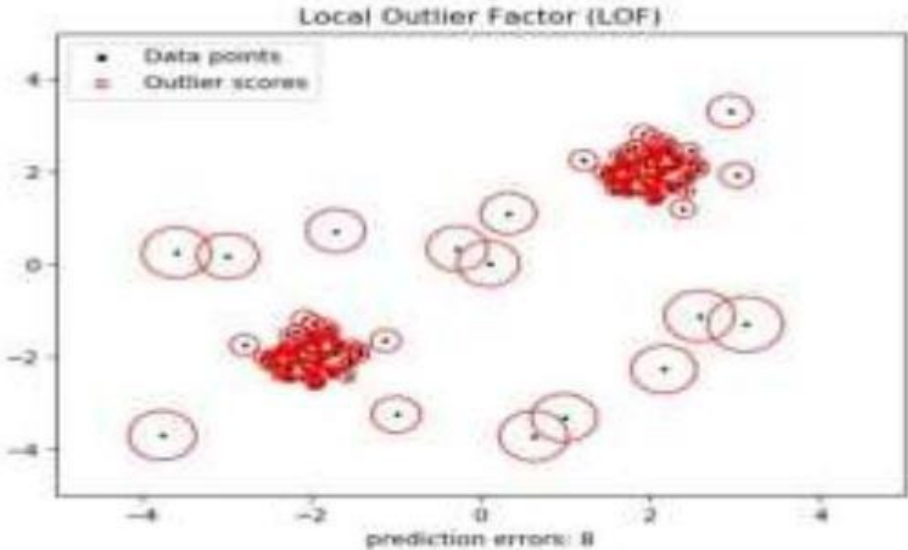 Local Outlier Factor (LOF)
Data points
Outlier scores
4
2
0
−2
−4
−4
−2
0
2
4
prediction errors: 8